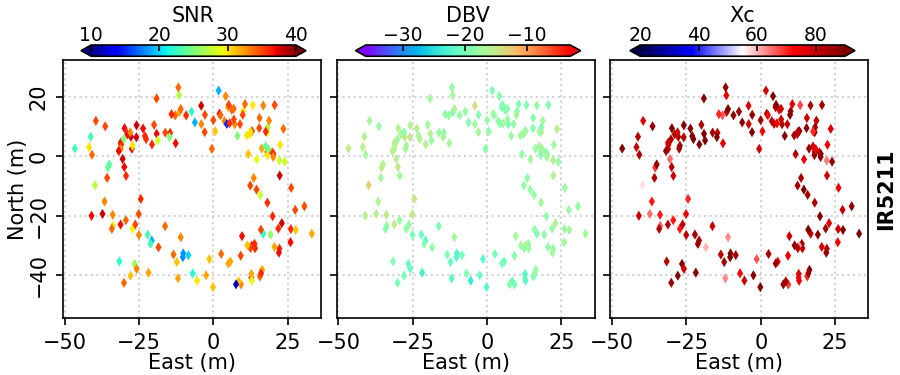 SNR DBV Xc
10 20 30 40 −30 −20 −10 20 40 60 80
20
0
−20
−40
North (m)
−50 −25 0 25 −50 −25 0 25 −50 −25 0 25
East (m) East (m) East (m)
IR5211